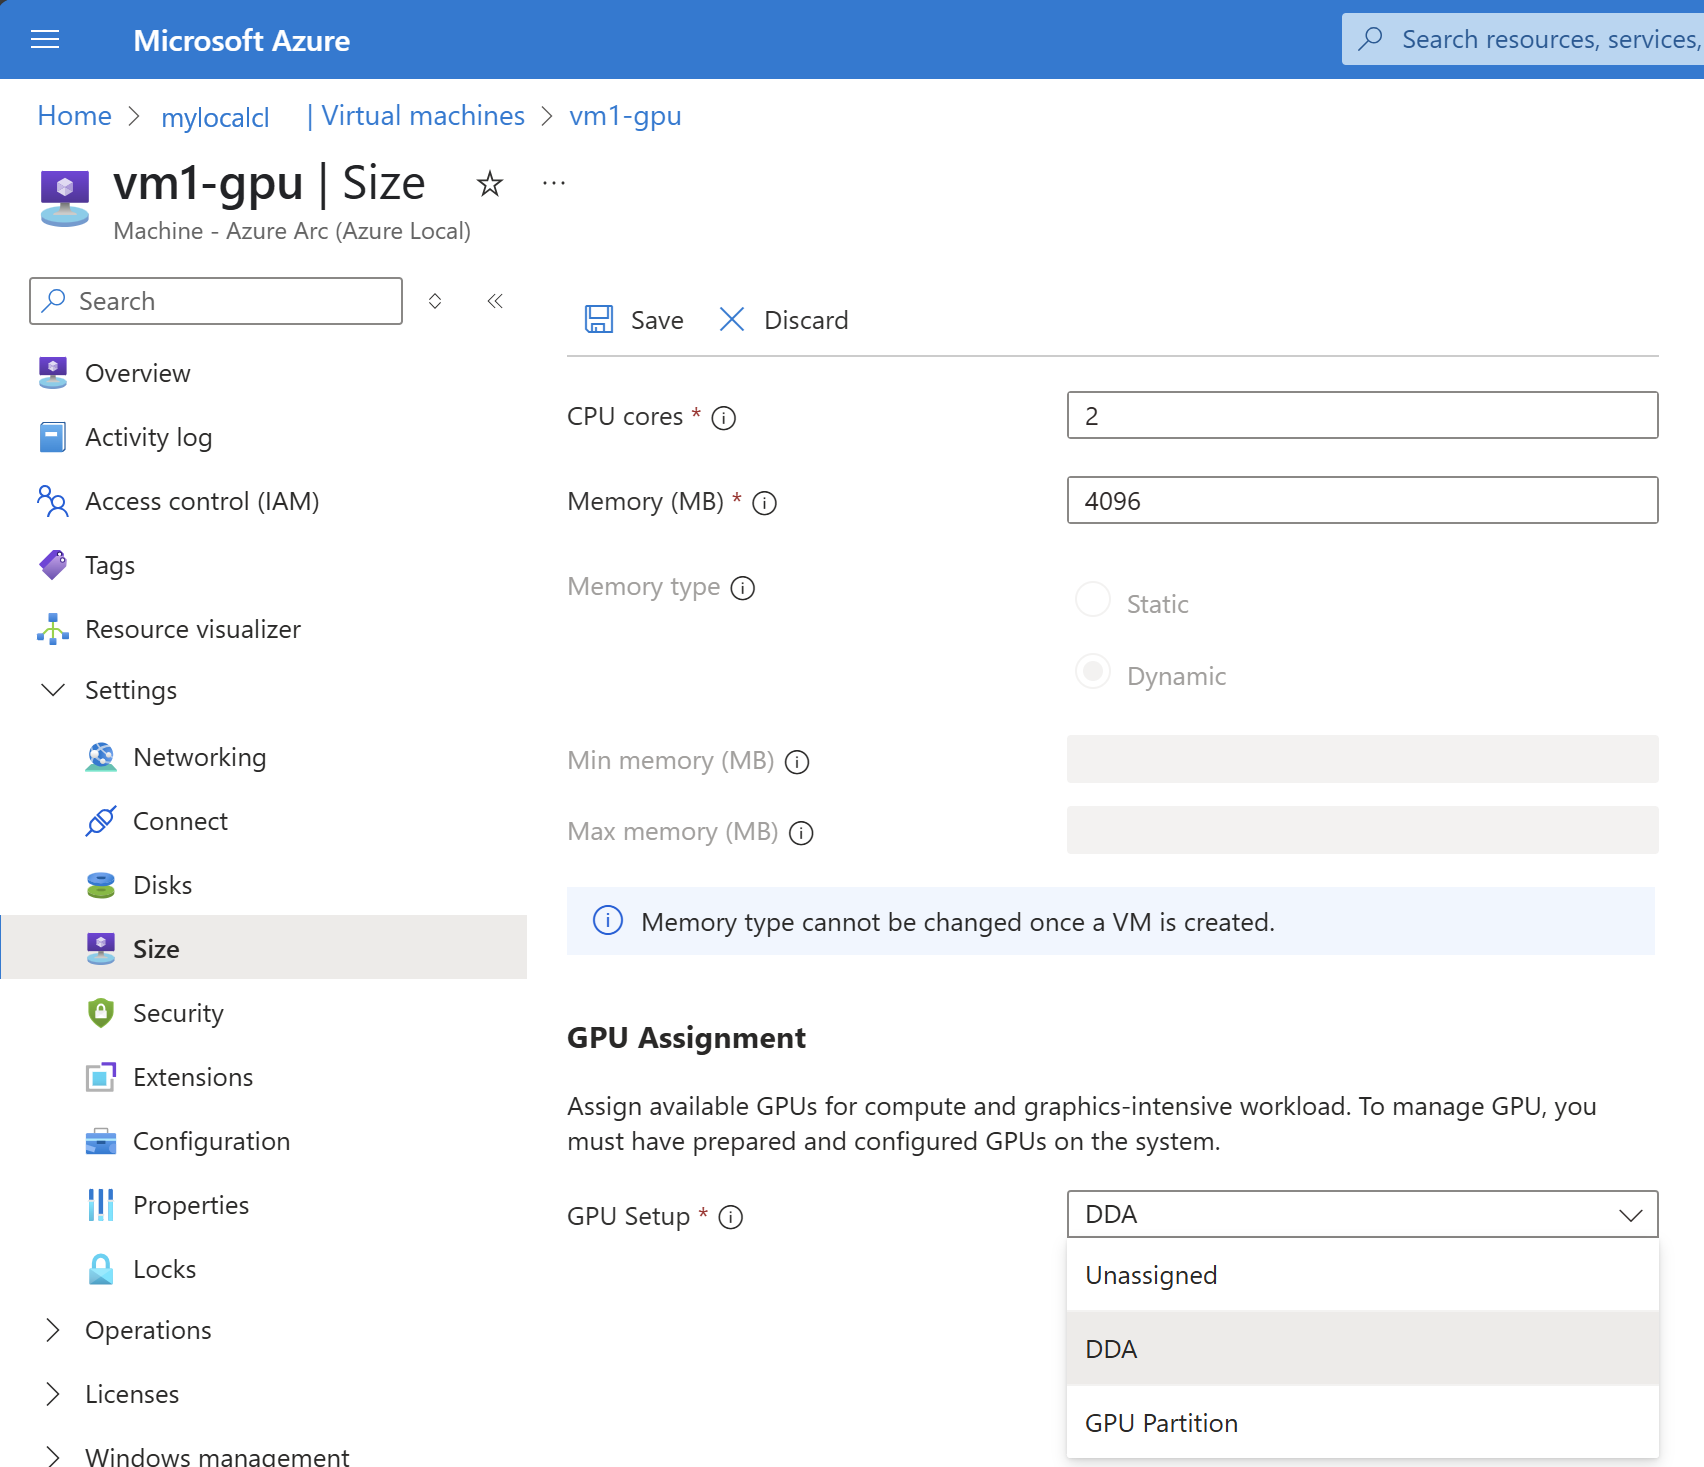 Microsoft Azure
Search resources, services,
Home > mylocalcl | Virtual machines > vm1-gpu
vm1-gpu | Size
Machine - Azure Arc (Azure Local)
Search
Overview
Activity log
Access control (IAM)
Tags
Resource visualizer
Settings
Networking
Connect
Disks
Size
Security
Extensions
Configuration
Properties
Locks
Operations
Licenses
Windows management
Save
Discard
CPU cores *
2
Memory (MB) *
4096
Memory type
Static
Dynamic
Min memory (MB)
Max memory (MB)
Memory type cannot be changed once a VM is created.
GPU Assignment
Assign available GPUs for compute and graphics-intensive workload. To manage GPU, you
must have prepared and configured GPUs on the system.
GPU Setup *
DDA
Unassigned
DDA
GPU Partition